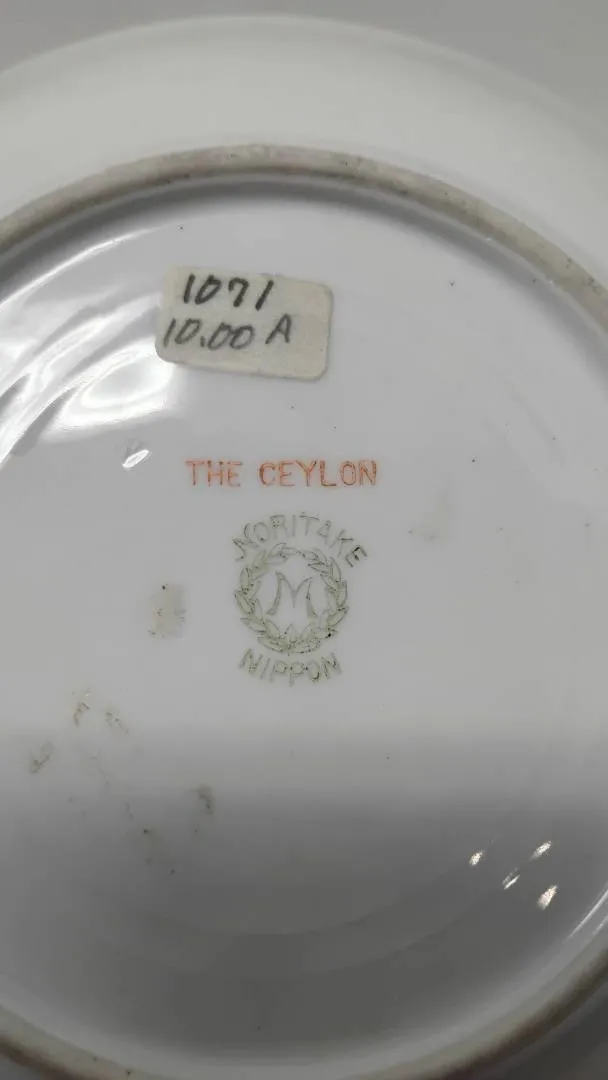 1071
10.00 A
THE CEYLON
NORITAKE
M
NIPPON